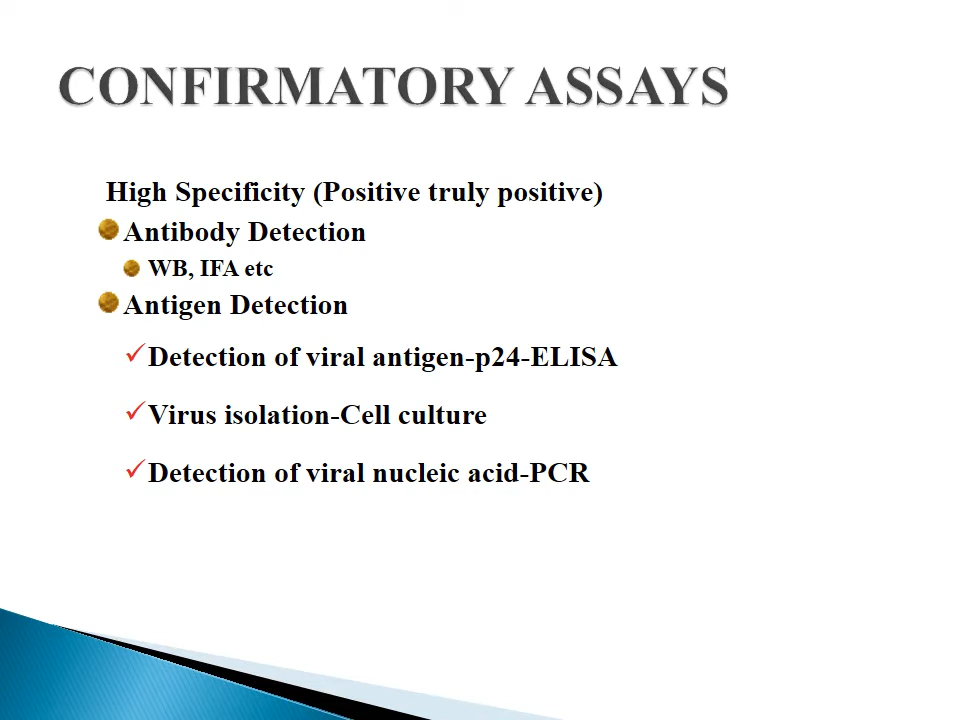 CONFIRMATORY ASSAYS
High Specificity (Positive truly positive)
Antibody Detection
WB, IFA etc
Antigen Detection
Detection of viral antigen-p24-ELISA
Virus isolation-Cell culture
Detection of viral nucleic acid-PCR